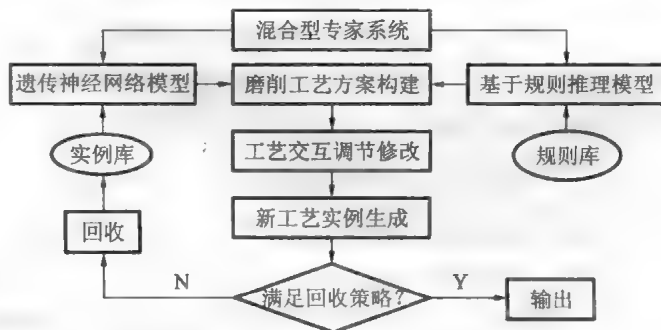 混合型专家系统
遗传神经网络模型
磨削工艺方案构建
基于规则推理模型
实例库
工艺交互调节修改
规则库
新工艺实例生成
回收
N
满足回收策略？
Y
输出